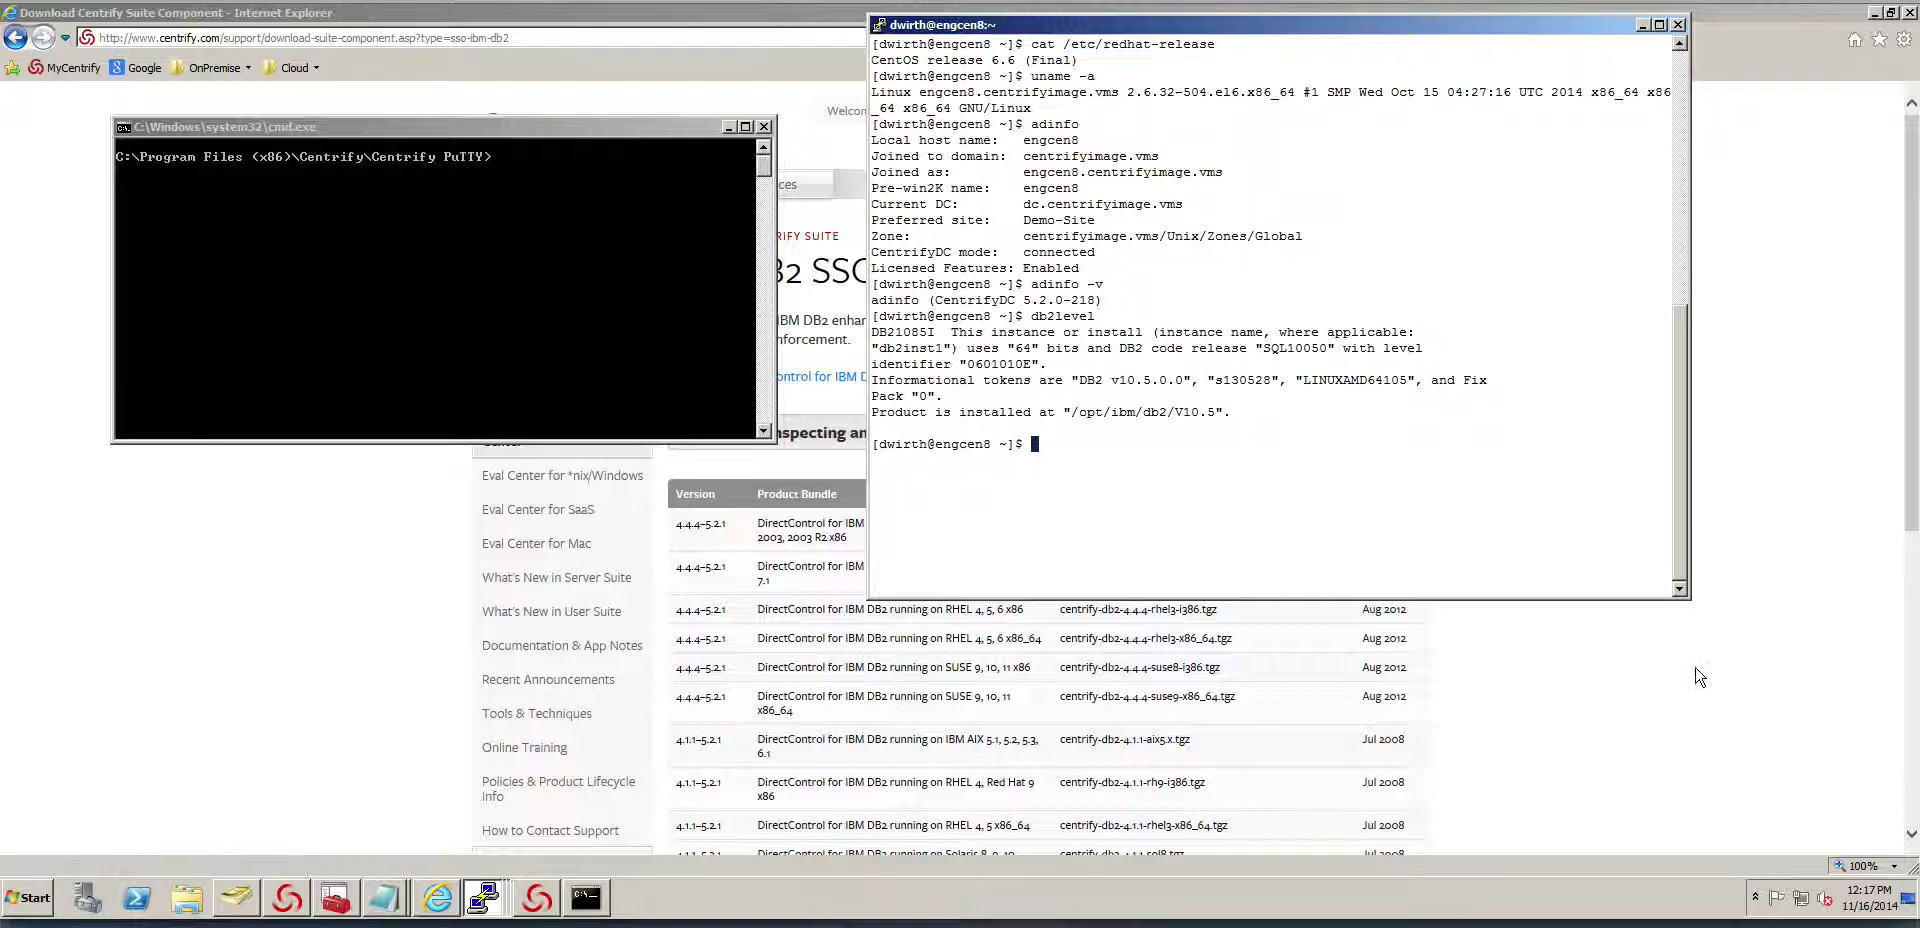 Download Centrify Suite Component - Internet Explorer
http://www.centrify.com/support/download-suite-component.asp?type=sso-ibm-db2
MyCentrify Google OnPremise Cloud
Welcom
C:\Windows\system32\cmd.exe
C:\Program Files (x86)\Centrify\Centrify PuTTY>
ces
RIFY SUITE
B2 SSO
IBM DB2 enhan
nforcement.
ontrol for IBM D
nspecting an
Eval Center for *nix/Windows
Eval Center for SaaS
Eval Center for Mac
What's New in Server Suite
What's New in User Suite
Documentation & App Notes
Recent Announcements
Tools & Techniques
Online Training
Policies & Product Lifecycle
Info
How to Contact Support
Version Product Bundle
4.4.4-5.2.1 DirectControl for IBM
2003, 2003 R2 x86
4.4.4-5.2.1 DirectControl for IBM
7.1
4.4.4-5.2.1 DirectControl for IBM DB2 running on RHEL 4, 5, 6 x86 centrify-db2-4.4.4-rhel3-i386.tgz Aug 2012
4.4.4-5.2.1 DirectControl for IBM DB2 running on RHEL 4, 5, 6 x86_64 centrify-db2-4.4.4-rhel3-x86_64.tgz Aug 2012
4.4.4-5.2.1 DirectControl for IBM DB2 running on SUSE 9, 10, 11 x86 centrify-db2-4.4.4-suse8-i386.tgz Aug 2012
4.4.4-5.2.1 DirectControl for IBM DB2 running on SUSE 9, 10, 11 centrify-db2-4.4.4-suse9-x86_64.tgz Aug 2012
x86_64
4.1.1-5.2.1 DirectControl for IBM DB2 running on IBM AIX 5.1, 5.2, 5.3, centrify-db2-4.1.1-aix5.x.tgz Jul 2008
6.1
4.1.1-5.2.1 DirectControl for IBM DB2 running on RHEL 4, Red Hat 9 centrify-db2-4.1.1-rh9-i386.tgz Jul 2008
x86
4.1.1-5.2.1 DirectControl for IBM DB2 running on RHEL 4, 5 x86_64 centrify-db2-4.1.1-rhel3-x86_64.tgz Jul 2008
dwirth@engcen8:~
[dwirth@engcen8 ~]$ cat /etc/redhat-release
CentOS release 6.6 (Final)
[dwirth@engcen8 ~]$ uname -a
Linux engcen8.centrifyimage.vms 2.6.32-504.el6.x86_64 #1 SMP Wed Oct 15 04:27:16 UTC 2014 x86_64 x86
_64 x86_64 GNU/Linux
[dwirth@engcen8 ~]$ adinfo
Local host name: engcen8
Joined to domain: centrifyimage.vms
Joined as: engcen8.centrifyimage.vms
Pre-win2K name: engcen8
Current DC: dc.centrifyimage.vms
Preferred site: Demo-Site
Zone: centrifyimage.vms/Unix/Zones/Global
CentrifyDC mode: connected
Licensed Features: Enabled
[dwirth@engcen8 ~]$ adinfo -v
adinfo (CentrifyDC 5.2.0-218)
[dwirth@engcen8 ~]$ db2level
DB21085I This instance or install (instance name, where applicable:
"db2inst1") uses "64" bits and DB2 code release "SQL10050" with level
identifier "0601010E".
Informational tokens are "DB2 v10.5.0.0", "s130528", "LINUXAMD64105", and Fix
Pack "0".
Product is installed at "/opt/ibm/db2/V10.5".
[dwirth@engcen8 ~]$
100%
Start
12:17 PM
11/16/2014